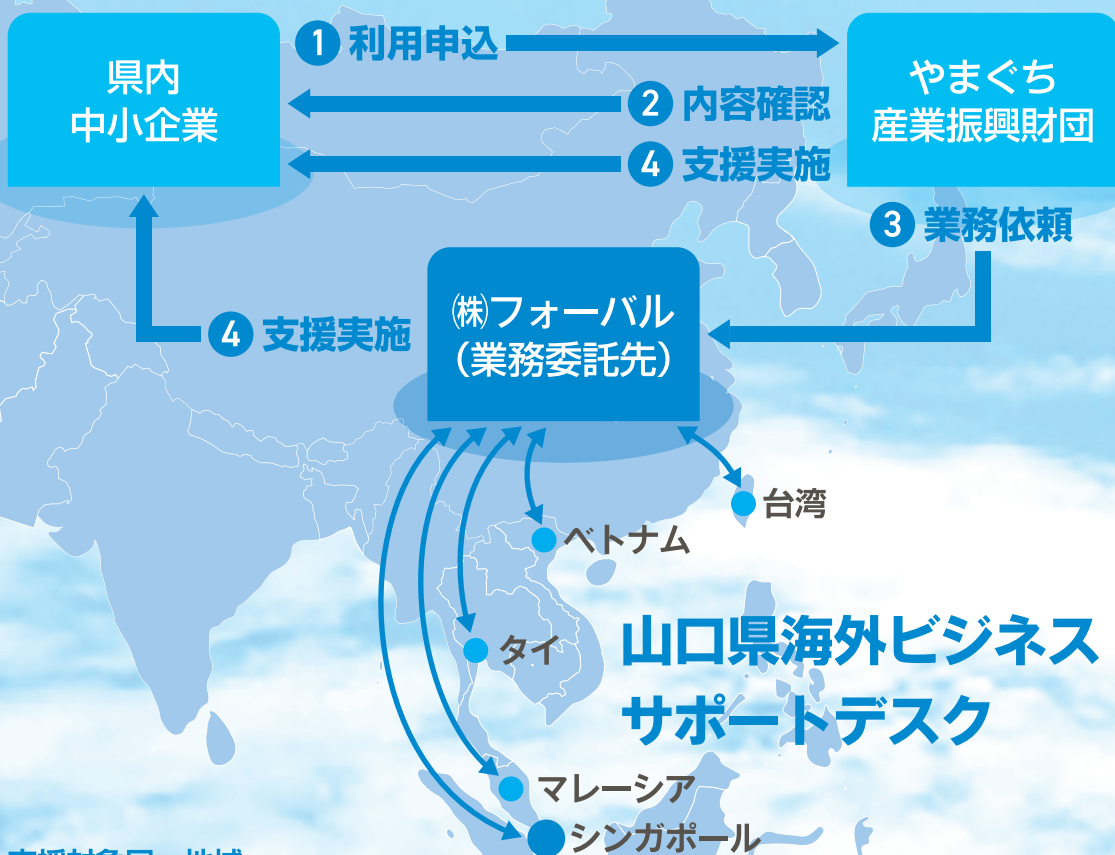 県内
中小企業
① 利用申込
② 内容確認
④ 支援実施
やまぐち
産業振興財団
③ 業務依頼
㈱フォーバル
(業務委託先)
④ 支援実施
台湾
ベトナム
タイ
山口県海外ビジネス
サポートデスク
マレーシア
シンガポール